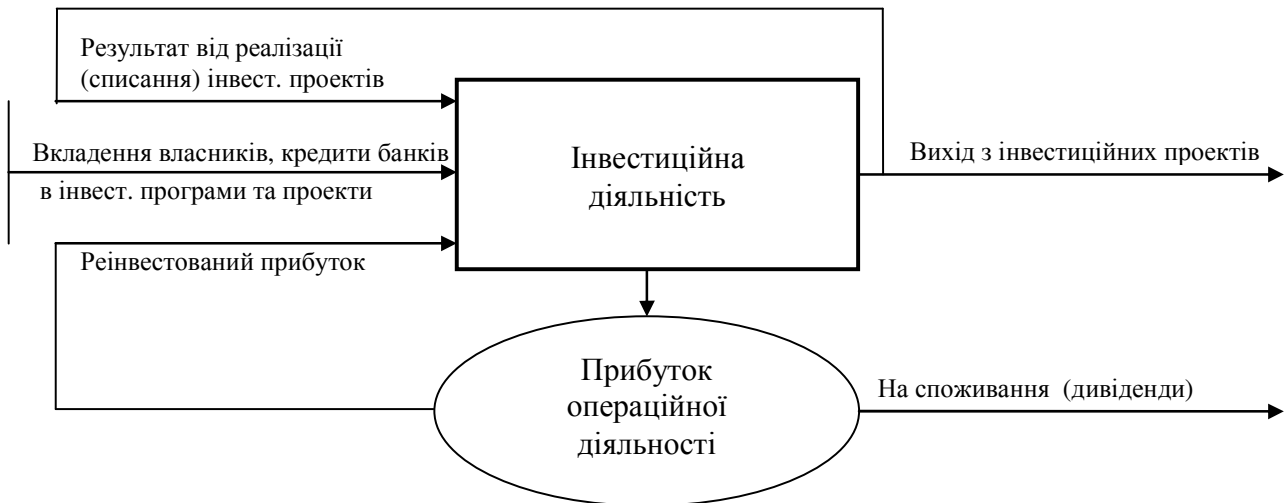 Результат від реалізації
(списання) інвест. проектів
Вкладення власників, кредити банків
в інвест. програми та проекти
Реінвестований прибуток
Інвестиційна
діяльність
Вихід з інвестиційних проектів
Прибуток
операційної
діяльності
На споживання (дивіденди)